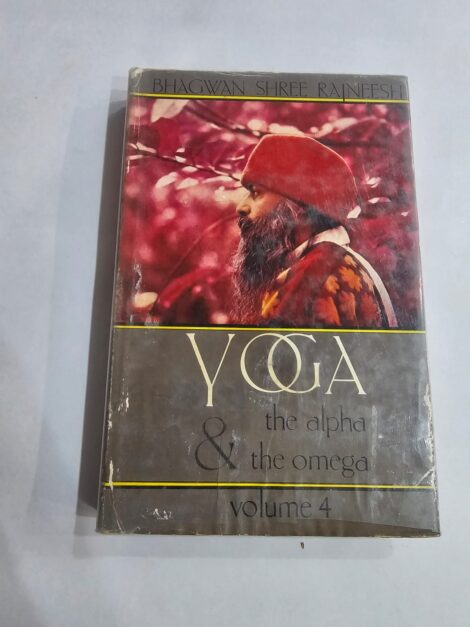 BHAGWAN SHREE RAJNEESH
YOGA
the alpha
& the omega
volume 4